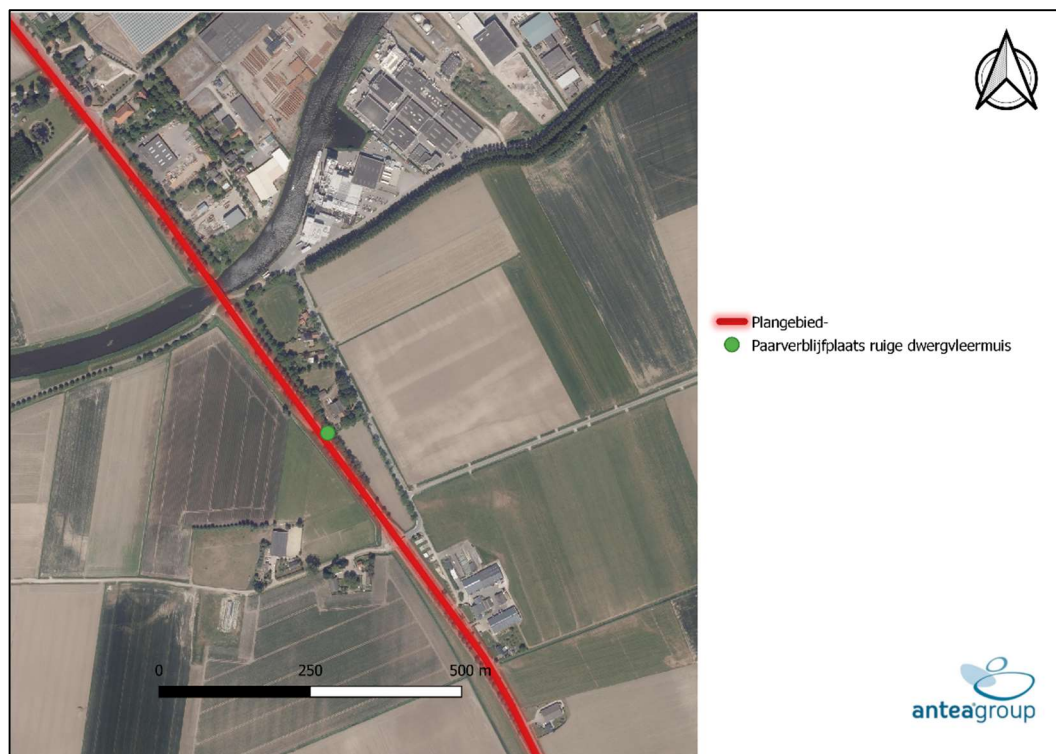 Plangebied-
Paarverblijfplaats ruige dwergvleermuis
0 250 500 m
anteagroup